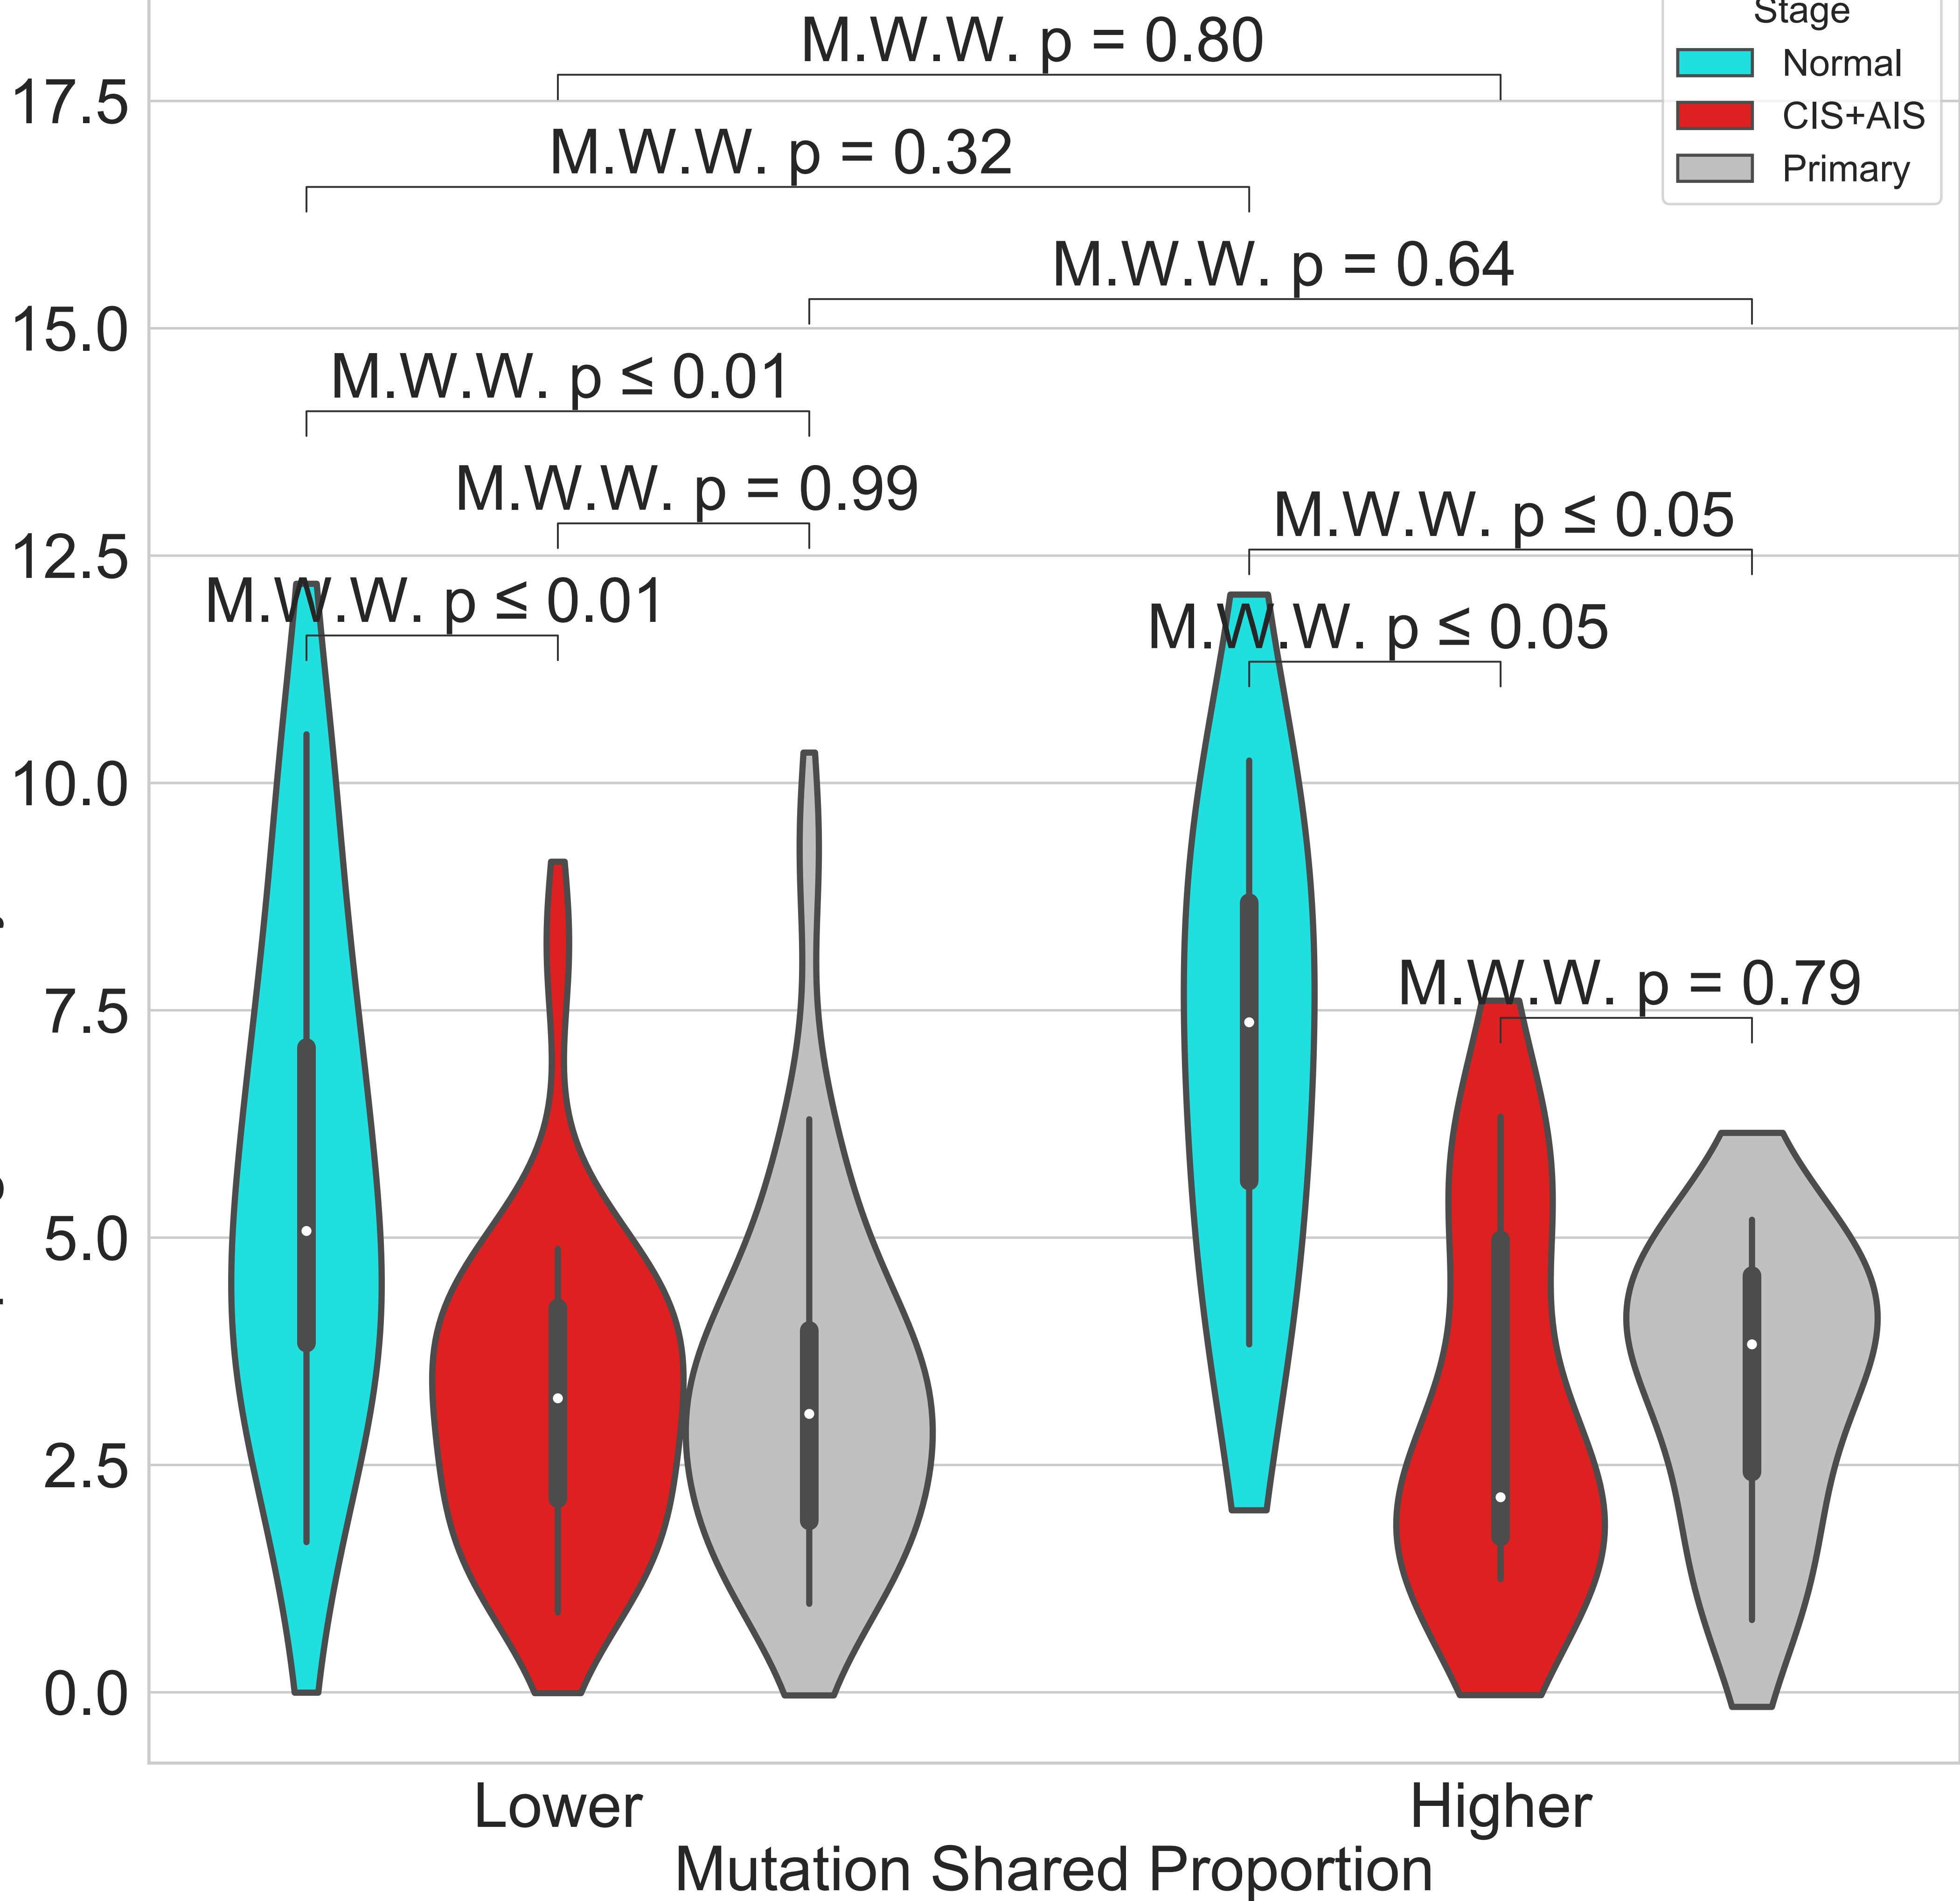 Stage
Normal
CIS+AIS
Primary
M.W.W. p = 0.80
M.W.W. p = 0.32
M.W.W. p = 0.64
M.W.W. p ≤ 0.01
M.W.W. p = 0.99
M.W.W. p ≤ 0.05
M.W.W. p ≤ 0.01
M.W.W. p ≤ 0.05
M.W.W. p = 0.79
17.5
15.0
12.5
10.0
7.5
5.0
2.5
0.0
Lower
Higher
Mutation Shared Proportion